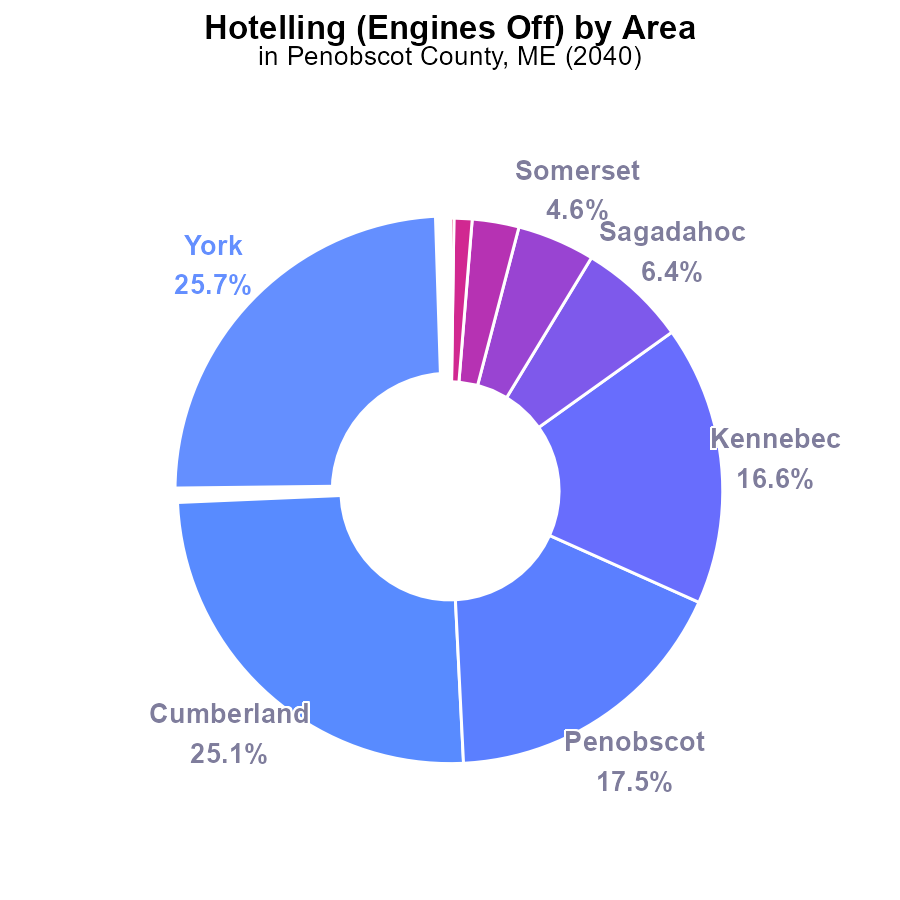 Hotelling (Engines Off) by Area
in Penobscot County, ME (2040)
Somerset
4.6%
Sagadahoc
6.4%
York
25.7%
Kennebec
16.6%
Cumberland
25.1%
Penobscot
17.5%